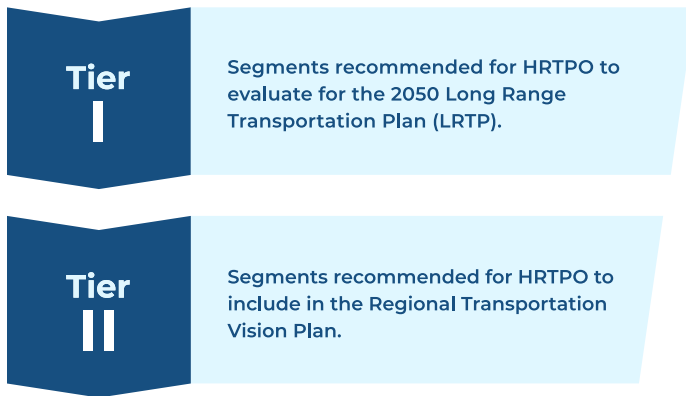 Tier
I
Segments recommended for HRTPO to
evaluate for the 2050 Long Range
Transportation Plan (LRTP).
Tier
II
Segments recommended for HRTPO to
include in the Regional Transportation
Vision Plan.